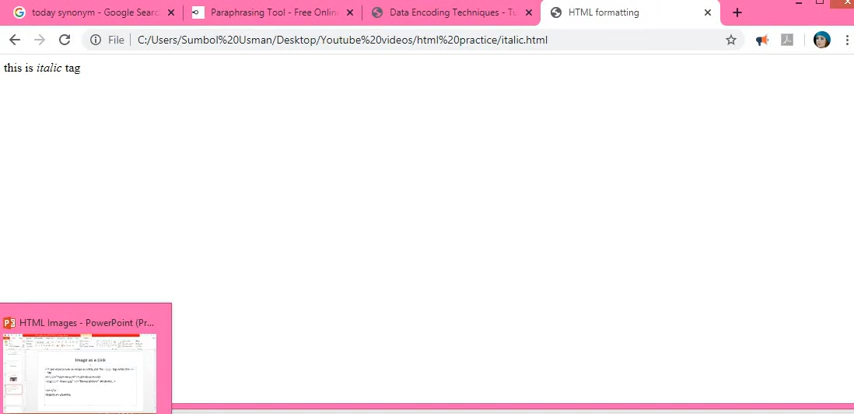 today synonym - Google Searc
Paraphrasing Tool - Free Onlin
Data Encoding Techniques - Tu
HTML formatting
File
C:/Users/Sumbol%20Usman/Desktop/Youtube%20videos/html%20practice/italic.html
this is italic tag
HTML Images - PowerPoint (Pr...
Image as a Link